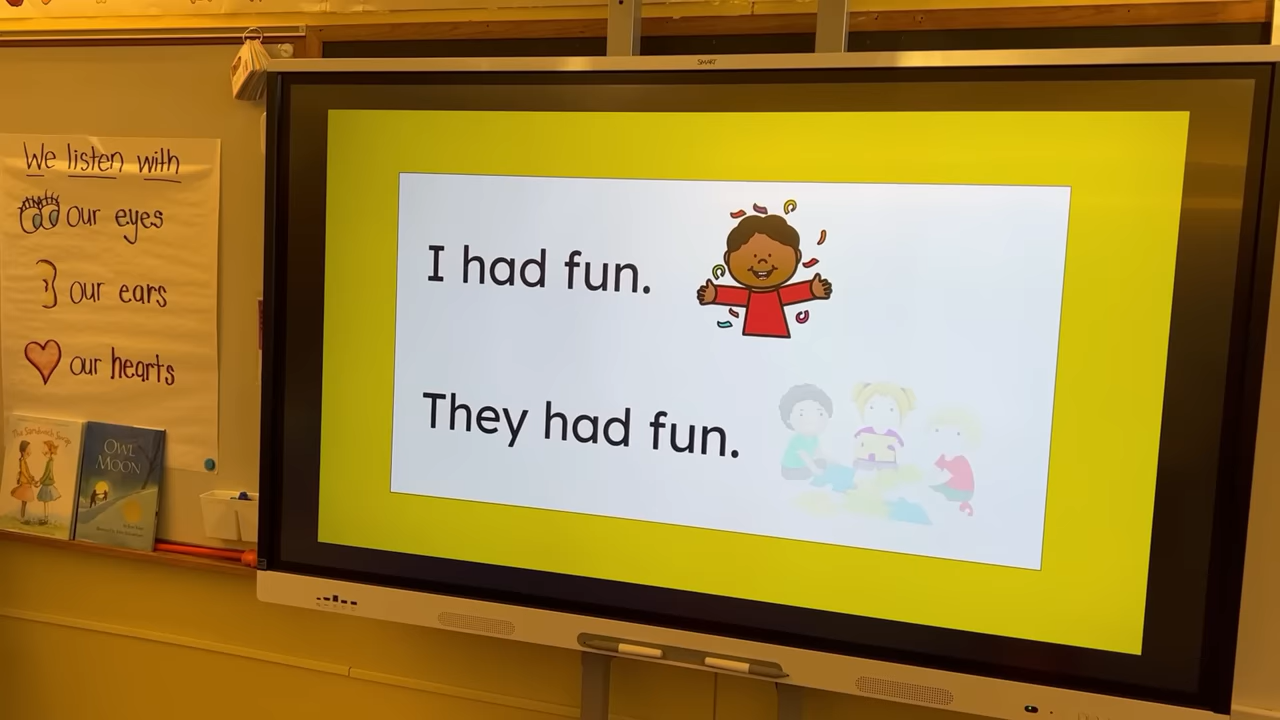 SMART
We listen with
our eyes
our ears
our hearts
The Sandwich Swap
OWL
MOON
I had fun.
They had fun.